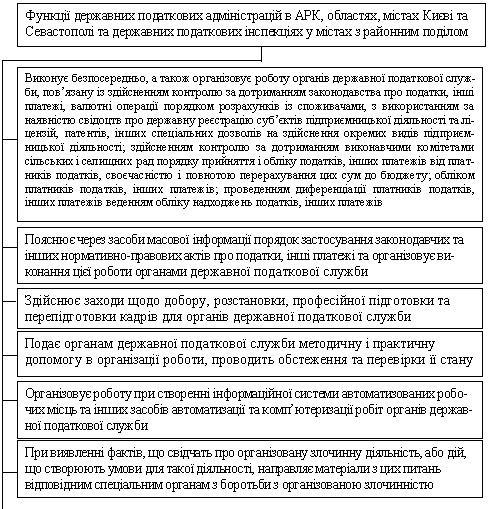 Функції державних податкових адміністрацій в АРК, областях, містах Києві та
Севастополі та державних податкових інспекціях у містах з районним поділом
Виконує безпосередньо, а також організовує роботу органів державної податкової служ-
би, пов’язану із здійсненням контролю за дотриманням законодавства про податки, інші
платежі, валютні операції порядком розрахунків із споживачами, з використанням за
наявністю свідоцтв про державну реєстрацію суб’єктів підприємницької діяльності та лі-
цензій, патентів, інших спеціальних дозволів на здійснення окремих видів підприєм-
ницької діяльності; здійсненням контролю за дотриманням виконавчими комітетами
сільських і селищних рад порядку прийняття і обліку податків, інших платежів від плат-
ників податків, своєчасністю і повнотою перерахування цих сум до бюджету; обліком
платників податків, інших платежів; проведенням диференціації платників податків,
інших платежів веденням обліку надходжень податків, інших платежів
Пояснює через засоби масової інформації порядок застосування законодавчих та
інших нормативно-правових актів про податки, інші платежі та організовує ви-
конання цієї роботи органами державної податкової служби
Здійснює заходи щодо добору, розстановки, професійної підготовки та
перепідготовки кадрів для органів державної податкової служби
Подає органам державної податкової служби методичну і практичну
допомогу в організації роботи, проводить обстеження та перевірки її стану
Організовує роботу при створенні інформаційної системи автоматизованих робо-
чих місць та інших засобів автоматизації та комп’ютеризації робіт органів держав-
ної податкової служби
При виявленні фактів, що свідчать про організовану злочинну діяльність, або дій,
що створюють умови для такої діяльності, направляє матеріали з цих питань
відповідним спеціальним органам з боротьби з організованою злочинністю